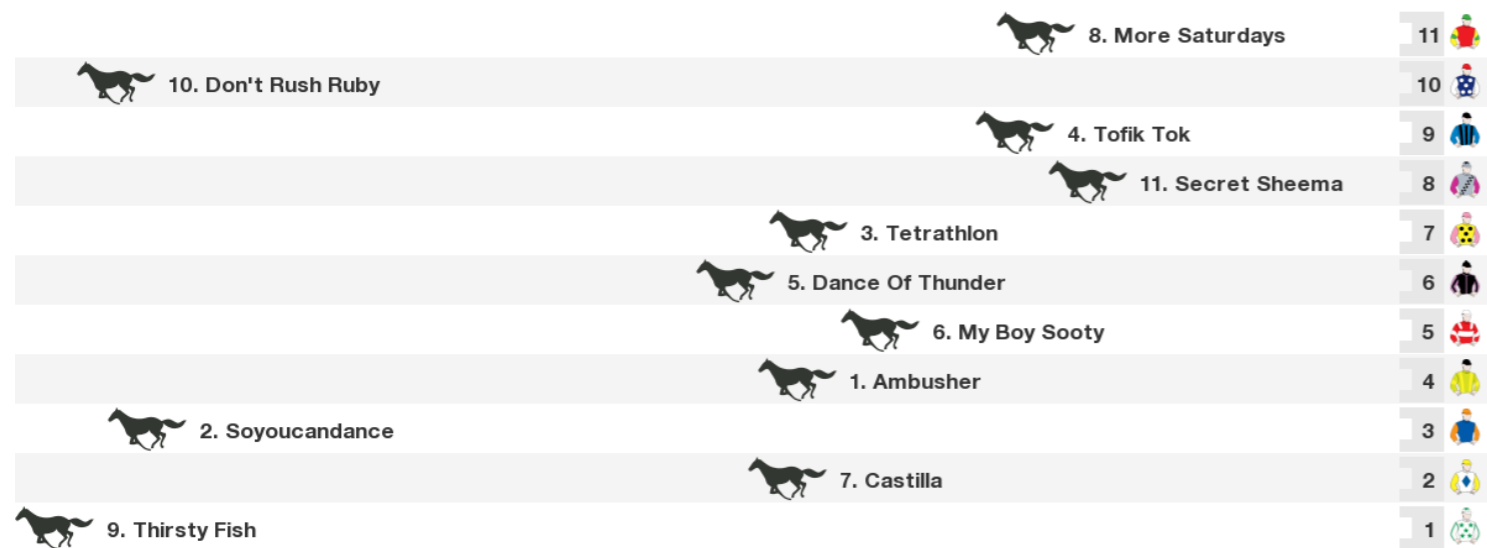 8. More Saturdays 11
10. Don't Rush Ruby 10
4. Tofik Tok 9
11. Secret Sheema 8
3. Tetrathlon 7
5. Dance Of Thunder 6
6. My Boy Sooty 5
1. Ambusher 4
2. Soyoucandance 3
7. Castilla 2
9. Thirsty Fish 1